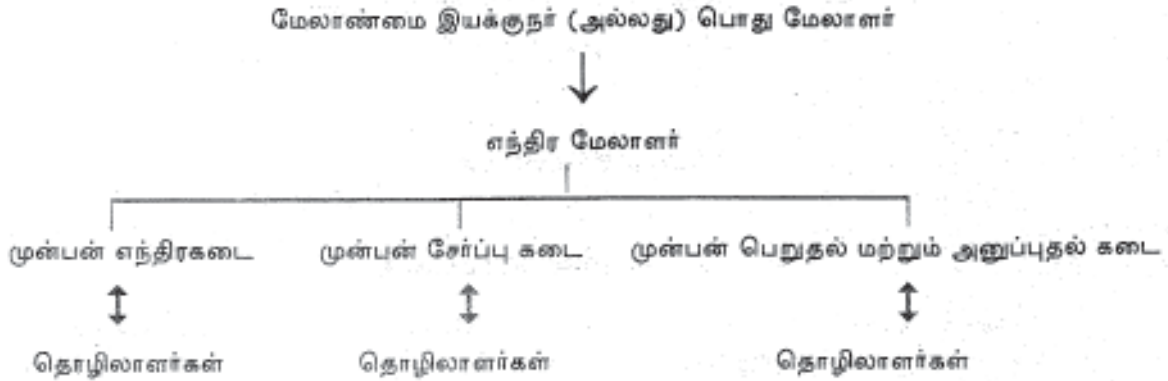 மேலாண்மை இயக்குநர் (அல்லது) பொது மேலாளர்
எந்திர மேலாளர்
முன்பன் எந்திரகடை முன்பன் சேர்ப்பு கடை முன்பன் பெறுதல் மற்றும் அனுப்புதல் கடை
தொழிலாளர்கள் தொழிலாளர்கள் தொழிலாளர்கள்